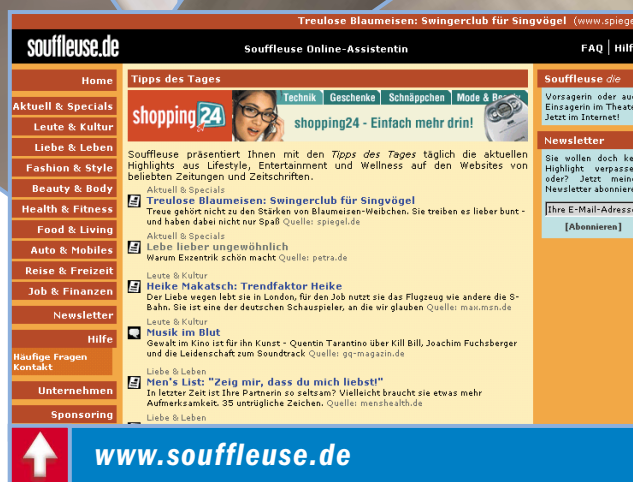 Treulose Blaumeisen: Swingerclub für Singvögel (www.spiege
souffleuse.de
Souffleuse Online-Assistentin
FAQ | Hilf
Home
Aktuell & Specials
Leute & Kultur
Liebe & Leben
Fashion & Style
Beauty & Body
Health & Fitness
Food & Living
Auto & Mobiles
Reise & Freizeit
Job & Finanzen
Newsletter
Hilfe
Häufige Fragen
Kontakt
Unternehmen
Sponsoring
Tipps des Tages
shopping 24
Technik Geschenke Schnäppchen Mode &
shopping24 - Einfach mehr drin!
Souffleuse präsentiert Ihnen mit den Tipps des Tages täglich die aktuellen
Highlights aus Lifestyle, Entertainment und Wellness auf den Websites von
beliebten Zeitungen und Zeitschriften.
Aktuell & Specials
Treulose Blaumeisen: Swingerclub für Singvögel
Treue gehört nicht zu den Stärken von Blaumeisen-Weibchen. Sie treiben es lieber bunt -
und haben dabei nicht nur Spaß Quelle: spiegel.de
Aktuell & Specials
Lebe lieber ungewöhnlich
Warum Exzentrik schön macht Quelle: petra.de
Leute & Kultur
Heike Makatsch: Trendfaktor Heike
Der Liebe wegen lebt sie in London, für den Job nutzt sie das Flugzeug wie andere die S-
Bahn. Sie ist eine der deutschen Schauspieler, an die wir glauben Quelle: max.msn.de
Leute & Kultur
Musik im Blut
Gewalt im Kino ist für ihn Kunst - Quentin Tarantino über Kill Bill, Joachim Fuchsberger
und die Leidenschaft zum Soundtrack Quelle: gq-magazin.de
Liebe & Leben
Men's List: "Zeig mir, dass du mich liebst!"
In letzter Zeit ist Ihre Partnerin so seltsam? Vielleicht braucht sie etwas mehr
Aufmerksamkeit. 35 untrügliche Zeichen. Quelle: menshealth.de
Liebe & Leben
Souffleuse die
Vorsagerin oder auc
Einsagerin im Theate
Jetzt im Internet!
Newsletter
Sie wollen doch ke
Highlight verpasse
oder? Jetzt mein
Newsletter abonniere
Ihre E-Mail-Adresse
[Abonnieren]
www.souffleuse.de